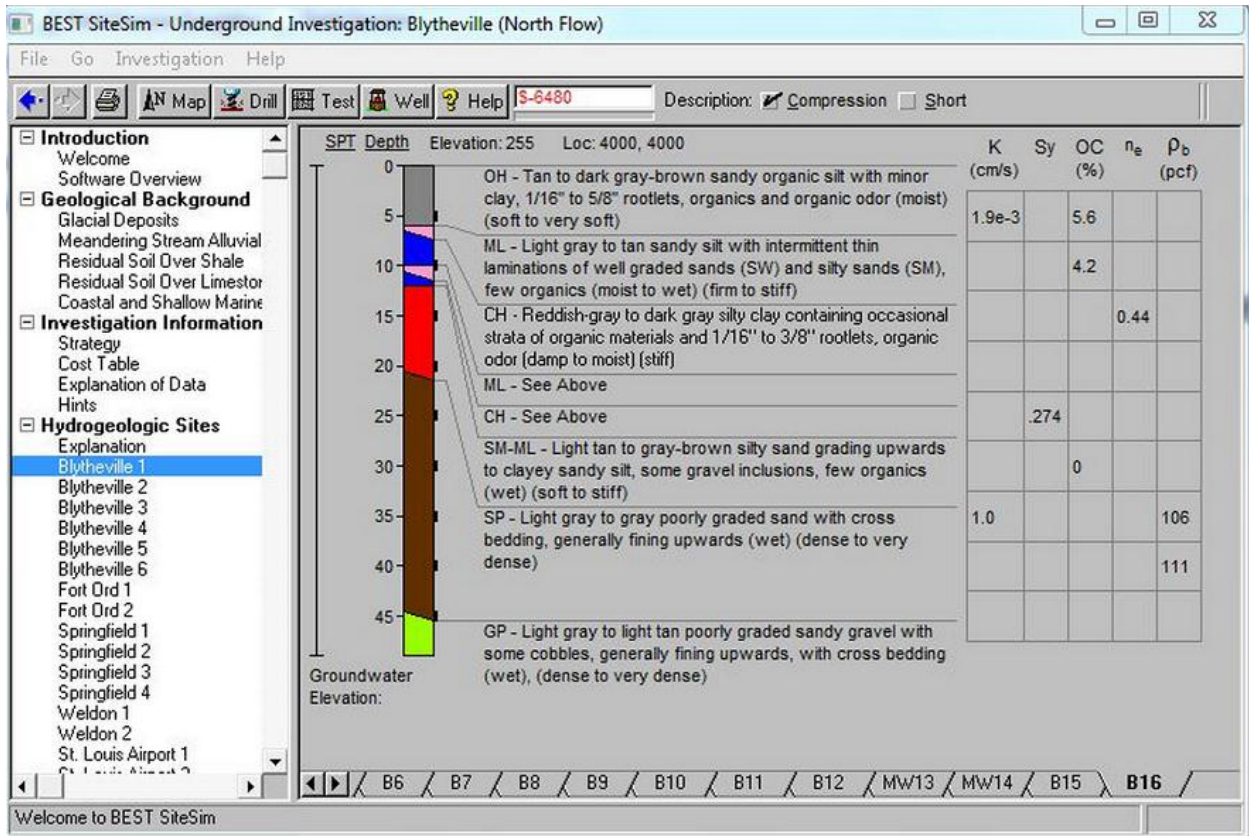 BEST SiteSim - Underground Investigation: Blytheville (North Flow)
File Go Investigation Help
Map Drill Test Well Help S-6480 Description: Compression Short
Introduction
Welcome
Software Overview
Geological Background
Glacial Deposits
Meandering Stream Alluvial
Residual Soil Over Shale
Residual Soil Over Limestor
Coastal and Shallow Marine
Investigation Information
Strategy
Cost Table
Explanation of Data
Hints
Hydrogeologic Sites
Explanation
Blytheville 1
Blytheville 2
Blytheville 3
Blytheville 4
Blytheville 5
Blytheville 6
Fort Ord 1
Fort Ord 2
Springfield 1
Springfield 2
Springfield 3
Springfield 4
Weldon 1
Weldon 2
St. Louis Airport 1
SPT Depth Elevation: 255 Loc: 4000, 4000
K Sy OC ne ρb
(cm/s) (%) (pcf)
0
OH - Tan to dark gray-brown sandy organic silt with minor
clay, 1/16" to 5/8" rootlets, organics and organic odor (moist)
(soft to very soft)
5
1.9e-3 5.6
ML - Light gray to tan sandy silt with intermittent thin
laminations of well graded sands (SW) and silty sands (SM),
few organics (moist to wet) (firm to stiff)
10
4.2
CH - Reddish-gray to dark gray silty clay containing occasional
strata of organic materials and 1/16" to 3/8" rootlets, organic
odor (damp to moist) (stiff)
15
0.44
20
ML - See Above
CH - See Above
25
.274
SM-ML - Light tan to gray-brown silty sand grading upwards
to clayey sandy silt, some gravel inclusions, few organics
(wet) (soft to stiff)
30
0
SP - Light gray to gray poorly graded sand with cross
bedding, generally fining upwards (wet) (dense to very
dense)
35
1.0 106
40
111
45
GP - Light gray to light tan poorly graded sandy gravel with
some cobbles, generally fining upwards, with cross bedding
(wet), (dense to very dense)
Groundwater
Elevation:
B6 B7 B8 B9 B10 B11 B12 MW13 MW14 B15 B16
Welcome to BEST SiteSim